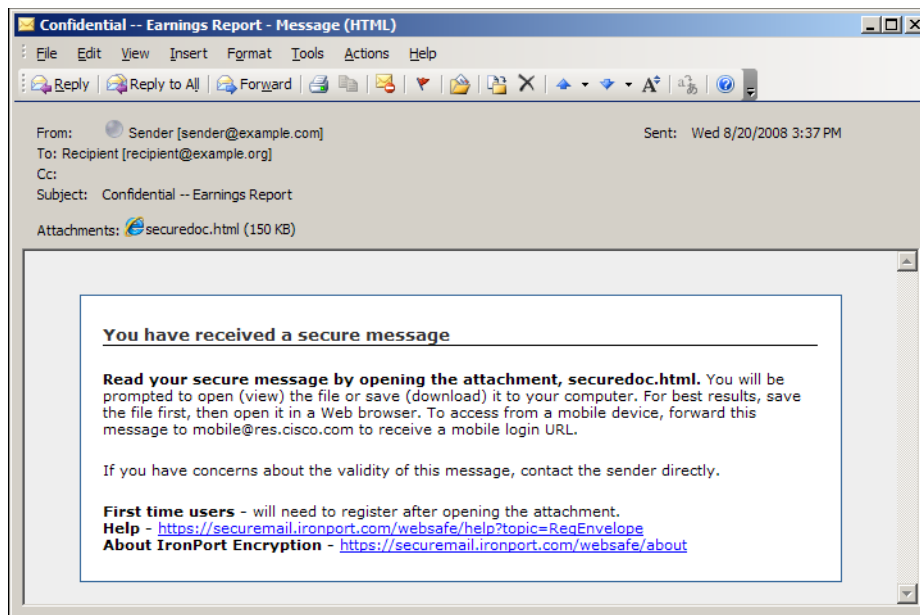 Confidential -- Earnings Report - Message (HTML)
File Edit View Insert Format Tools Actions Help
Reply Reply to All Forward
From: Sender [sender@example.com] Sent: Wed 8/20/2008 3:37 PM
To: Recipient [recipient@example.org]
Cc:
Subject: Confidential -- Earnings Report
Attachments: securedoc.html (150 KB)
You have received a secure message
Read your secure message by opening the attachment, securedoc.html. You will be
prompted to open (view) the file or save (download) it to your computer. For best results, save
the file first, then open it in a Web browser. To access from a mobile device, forward this
message to mobile@res.cisco.com to receive a mobile login URL.
If you have concerns about the validity of this message, contact the sender directly.
First time users - will need to register after opening the attachment.
Help - https://securemail.ironport.com/websafe/help?topic=RegEnvelope
About IronPort Encryption - https://securemail.ironport.com/websafe/about